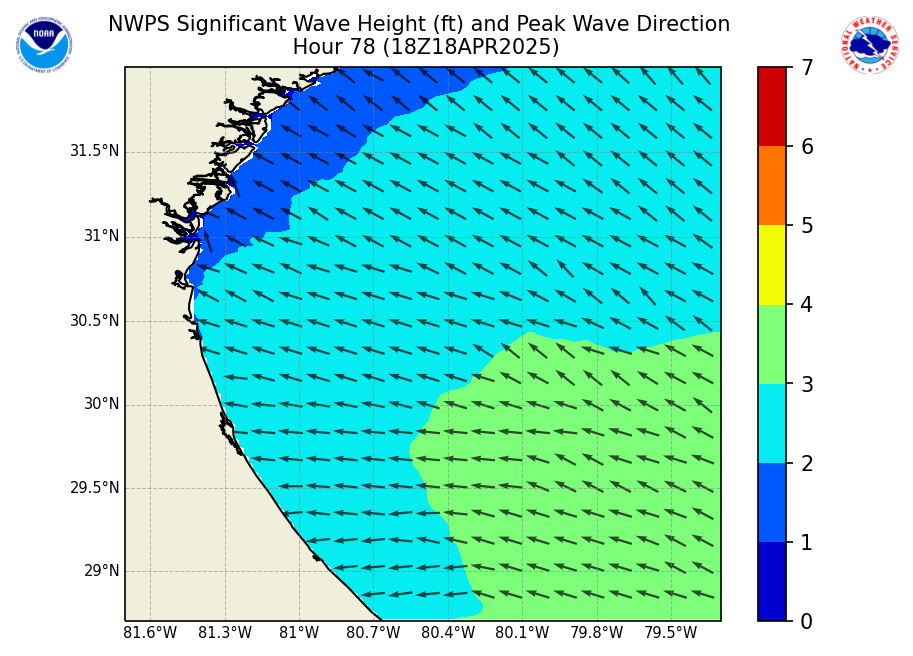 NWPS Significant Wave Height (ft) and Peak Wave Direction
Hour 78 (18Z18APR2025)
NOAA
NATIONAL WEATHER SERVICE
31.5°N
31°N
30.5°N
30°N
29.5°N
29°N
81.6°W 81.3°W 81°W 80.7°W 80.4°W 80.1°W 79.8°W 79.5°W
7
6
5
4
3
2
1
0